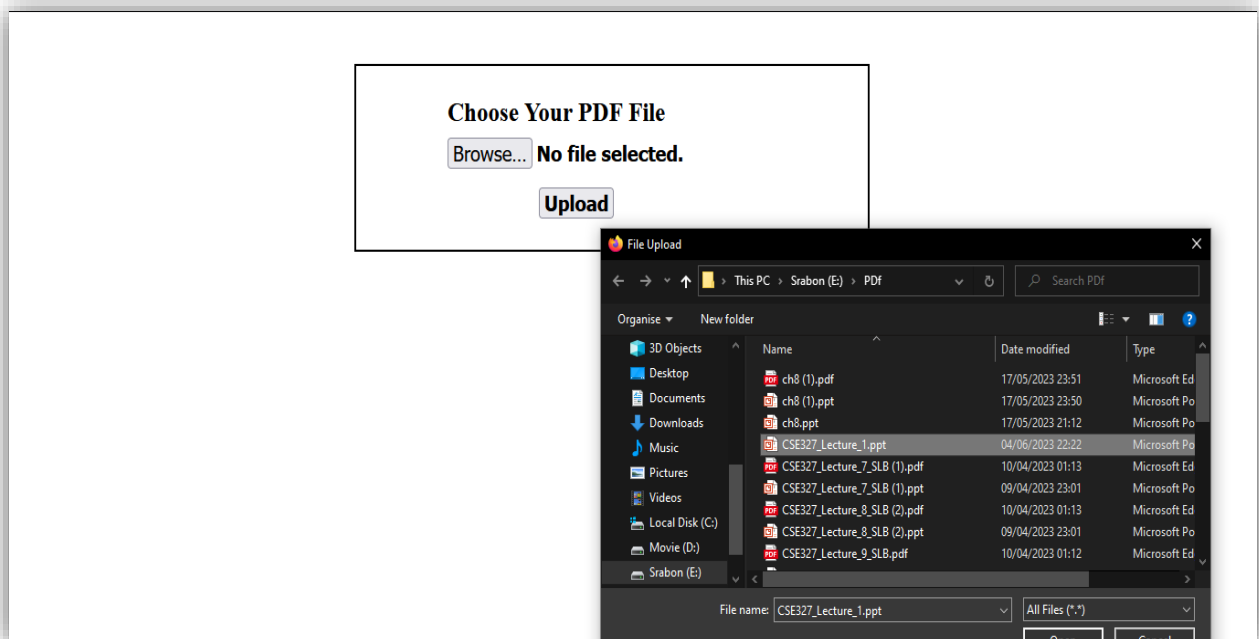 Choose Your PDF File
Browse... No file selected.
Upload
File Upload
This PC > Srabon (E:) > PDf
Search PDf
Organise New folder
3D Objects
Desktop
Documents
Downloads
Music
Pictures
Videos
Local Disk (C:)
Movie (D:)
Srabon (E:)
Name Date modified Type
ch8 (1).pdf 17/05/2023 23:51 Microsoft Ed
ch8 (1).ppt 17/05/2023 23:50 Microsoft Po
ch8.ppt 17/05/2023 21:12 Microsoft Po
CSE327_Lecture_1.ppt 04/06/2023 22:22 Microsoft Po
CSE327_Lecture_7_SLB (1).pdf 10/04/2023 01:13 Microsoft Ed
CSE327_Lecture_7_SLB (1).ppt 09/04/2023 23:01 Microsoft Po
CSE327_Lecture_8_SLB (2).pdf 10/04/2023 01:13 Microsoft Ed
CSE327_Lecture_8_SLB (2).ppt 09/04/2023 23:01 Microsoft Po
CSE327_Lecture_9_SLB.pdf 10/04/2023 01:12 Microsoft Ed
File name: CSE327_Lecture_1.ppt All Files (*.*)